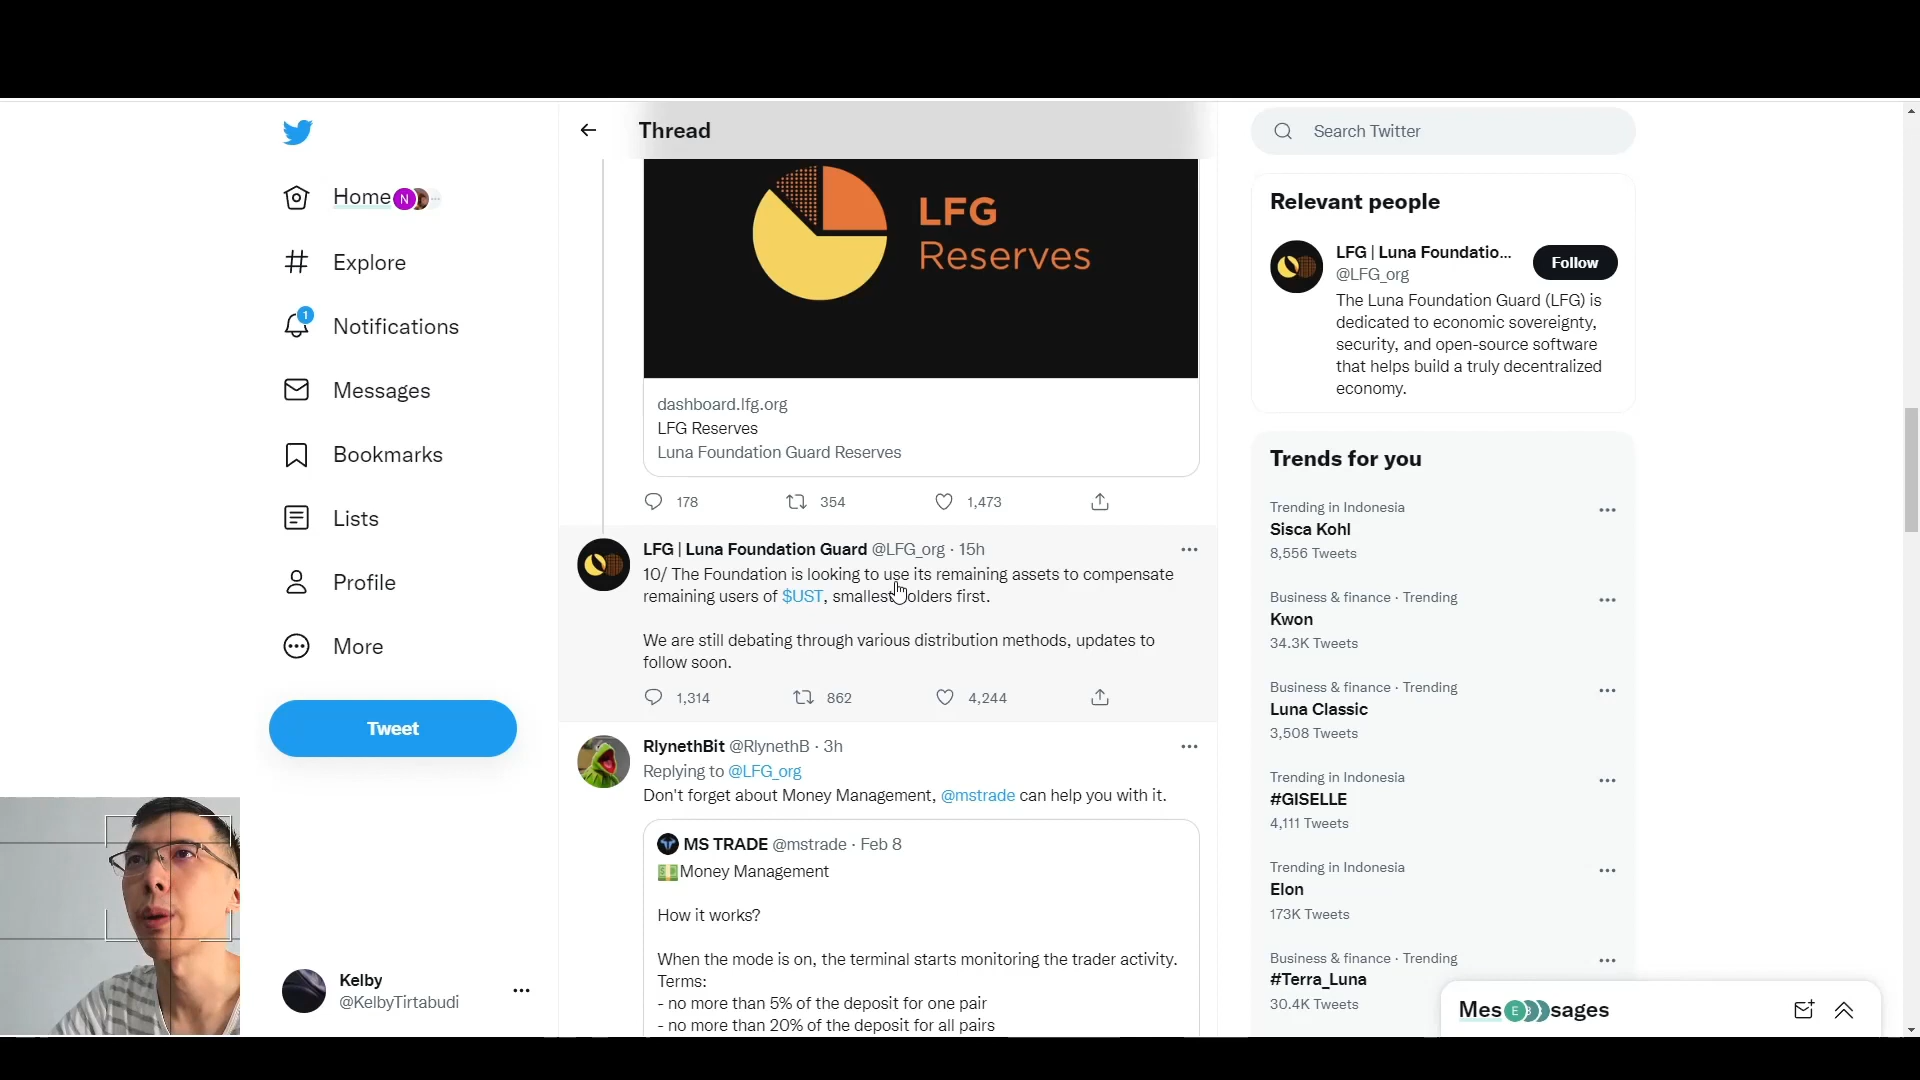 Thread
Search Twitter
Home N
Explore
1
Notifications
Messages
Bookmarks
Lists
Profile
More
Tweet
Kelby
@KelbyTirtabudi
LFG
Reserves
dashboard.lfg.org
LFG Reserves
Luna Foundation Guard Reserves
178 354 1,473
LFG | Luna Foundation Guard @LFG_org · 15h
10/ The Foundation is looking to use its remaining assets to compensate
remaining users of $UST, smallest holders first.
We are still debating through various distribution methods, updates to
follow soon.
1,314 862 4,244
RlynethBit @RlynethB · 3h
Replying to @LFG_org
Don't forget about Money Management, @mstrade can help you with it.
MS TRADE @mstrade · Feb 8
Money Management
How it works?
When the mode is on, the terminal starts monitoring the trader activity.
Terms:
- no more than 5% of the deposit for one pair
- no more than 20% of the deposit for all pairs
Relevant people
LFG | Luna Foundatio...
Follow
@LFG_org
The Luna Foundation Guard (LFG) is
dedicated to economic sovereignty,
security, and open-source software
that helps build a truly decentralized
economy.
Trends for you
Trending in Indonesia
Sisca Kohl
8,556 Tweets
Business & finance · Trending
Kwon
34.3K Tweets
Business & finance · Trending
Luna Classic
3,508 Tweets
Trending in Indonesia
#GISELLE
4,111 Tweets
Trending in Indonesia
Elon
173K Tweets
Business & finance · Trending
#Terra_Luna
30.4K Tweets
Mes E sages